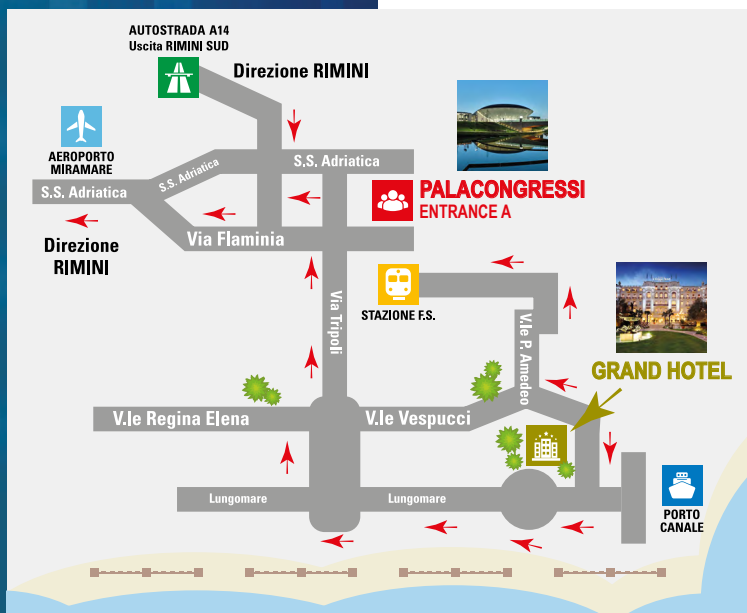 AUTOSTRADA A14
Uscita RIMINI SUD
Direzione RIMINI
AEROPORTO
MIRAMARE
S.S. Adriatica
S.S. Adriatica
S.S. Adriatica
PALACONGRESSI
ENTRANCE A
Direzione
RIMINI
Via Flaminia
STAZIONE F.S.
Via Tripoli
V.le P. Amedeo
GRAND HOTEL
V.le Regina Elena
V.le Vespucci
Lungomare
Lungomare
PORTO
CANALE